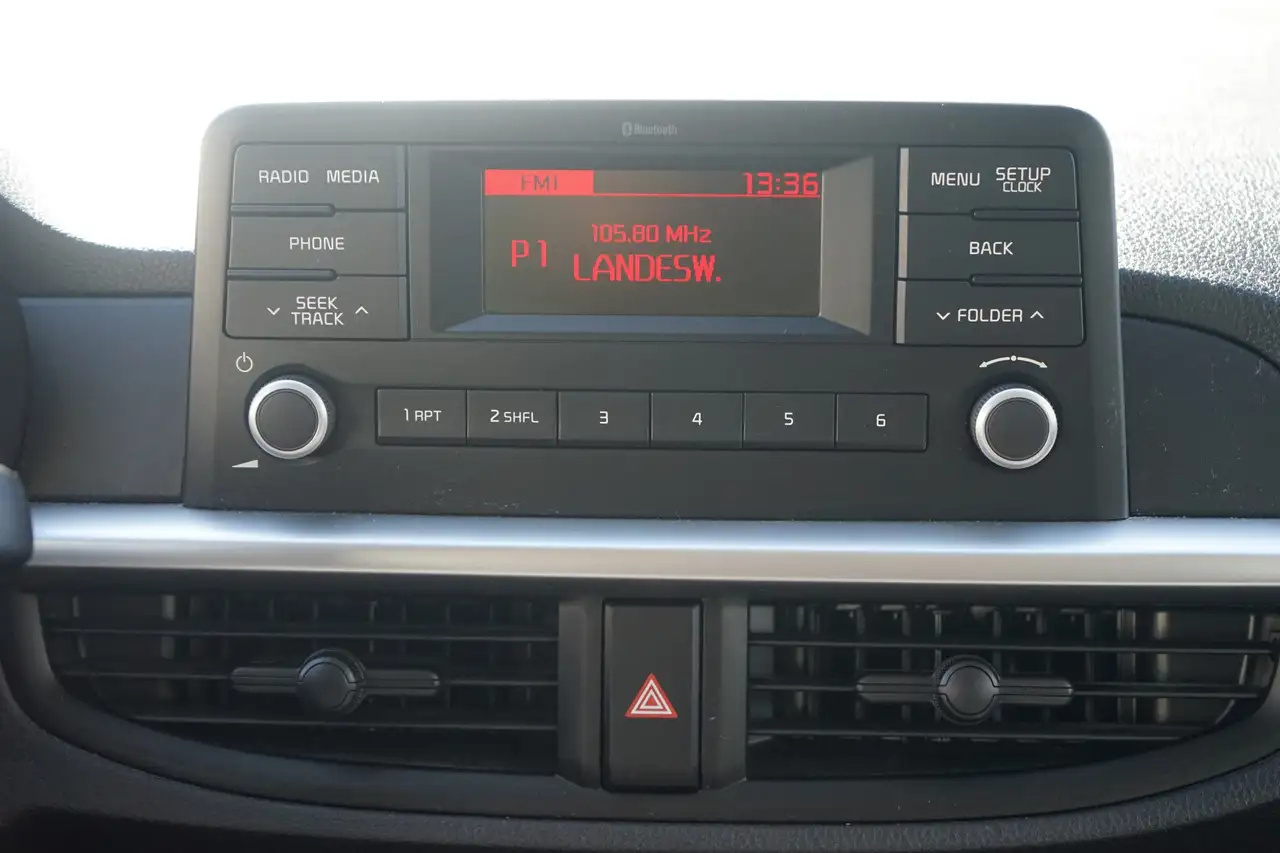 Bluetooth
RADIO MEDIA
PHONE
SEEK
TRACK
FM1 13:36
105.80 MHz
P1 LANDESW.
MENU SETUP
CLOCK
BACK
FOLDER
1 RPT 2 SHFL 3 4 5 6